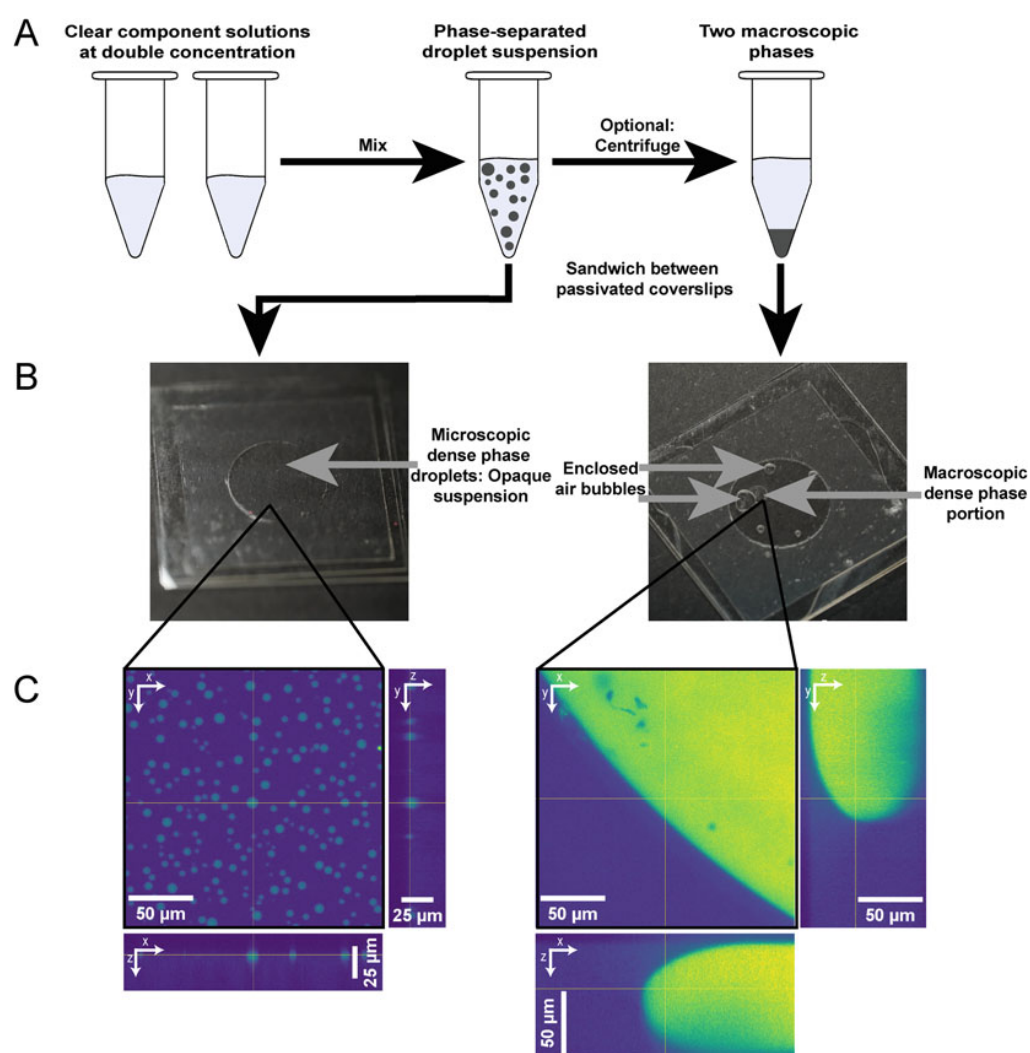 A
Clear component solutions
at double concentration
Phase-separated
droplet suspension
Two macroscopic
phases
Mix
Optional:
Centrifuge
Sandwich between
passivated coverslips
B
Microscopic
dense phase
droplets: Opaque
suspension
Enclosed
air bubbles
Macroscopic
dense phase
portion
C
x
y
50 µm
z
y
25 µm
x
z
25 µm
x
y
50 µm
z
y
50 µm
x
z
50 µm